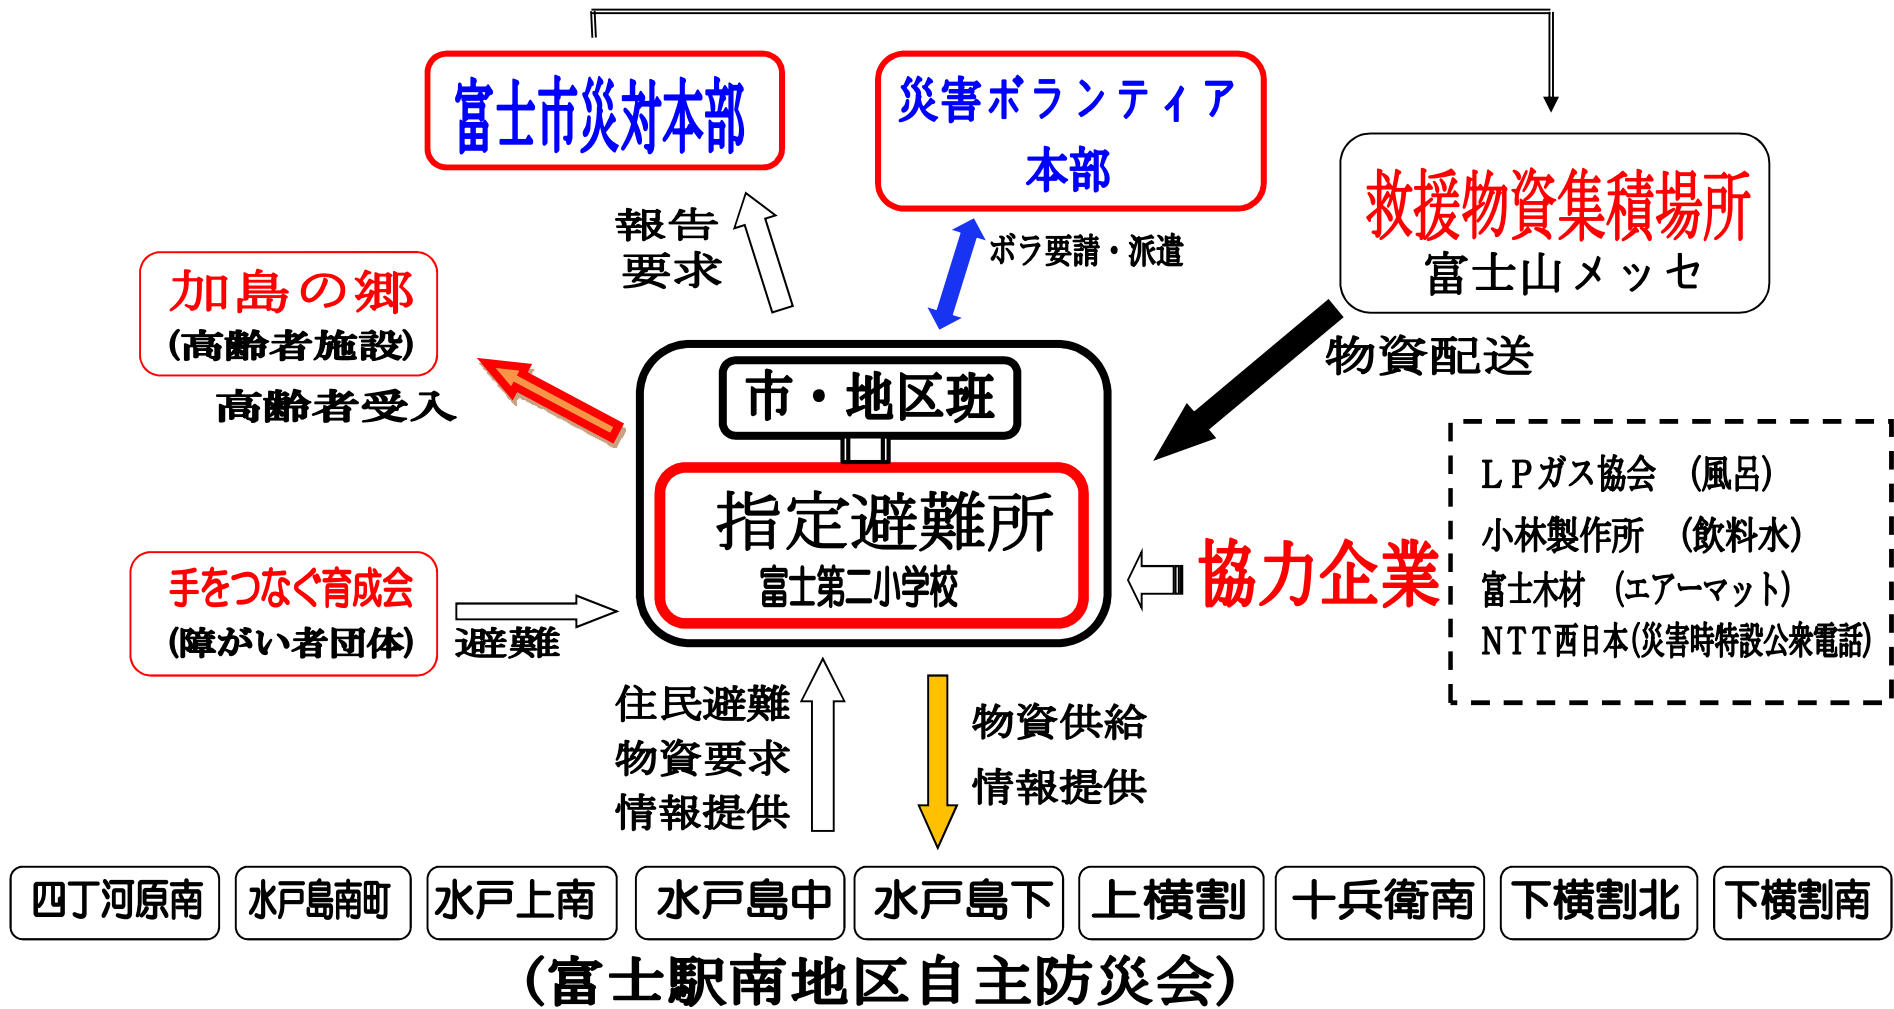 富士市災対本部
災害ボランティア
本部
救援物資集積場所
富士山メッセ
報告
要求
ボラ要請・派遣
加島の郷
(高齢者施設)
高齢者受入
物資配送
市・地区班
指定避難所
富士第二小学校
協力企業
LPガス協会 (風呂)
小林製作所 (飲料水)
富士木材 (エアーマット)
NTT西日本(災害時特設公衆電話)
手をつなぐ育成会
(障がい者団体)
避難
住民避難
物資要求
情報提供
物資供給
情報提供
四丁河原南
水戸島南町
水戸上南
水戸島中
水戸島下
上横割
十兵衛南
下横割北
下横割南
(富士駅南地区自主防災会)